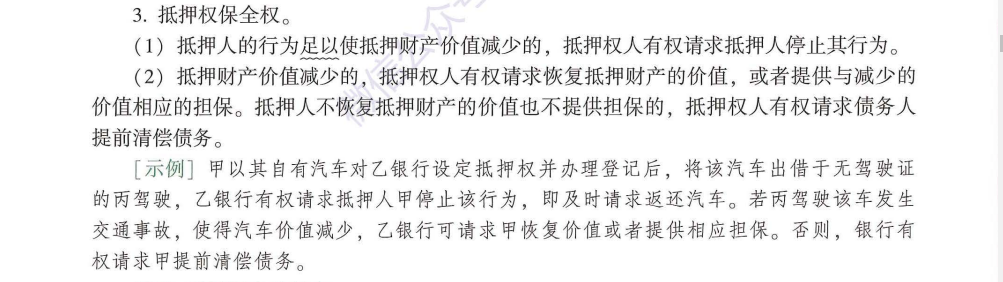 3. 抵押权保全权。
（1）抵押人的行为足以使抵押财产价值减少的，抵押权人有权请求抵押人停止其行为。
（2）抵押财产价值减少的，抵押权人有权请求恢复抵押财产的价值，或者提供与减少的
价值相应的担保。抵押人不恢复抵押财产的价值也不提供担保的，抵押权人有权请求债务人
提前清偿债务。
［示例］甲以其自有汽车对乙银行设定抵押权并办理登记后，将该汽车出借于无驾驶证
的丙驾驶，乙银行有权请求抵押人甲停止该行为，即及时请求返还汽车。若丙驾驶该车发生
交通事故，使得汽车价值减少，乙银行可请求甲恢复价值或者提供相应担保。否则，银行有
权请求甲提前清偿债务。
微信公众